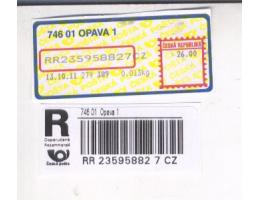 746 01 OPAVA 1
ČESKÁ REPUBLIKA
26.00
RR235958827CZ
13.10.11 279 389 0.013KG
746 01 Opava 1
R
Doporučeně
Recommandé
Česká pošta
RR 23595882 7 CZ